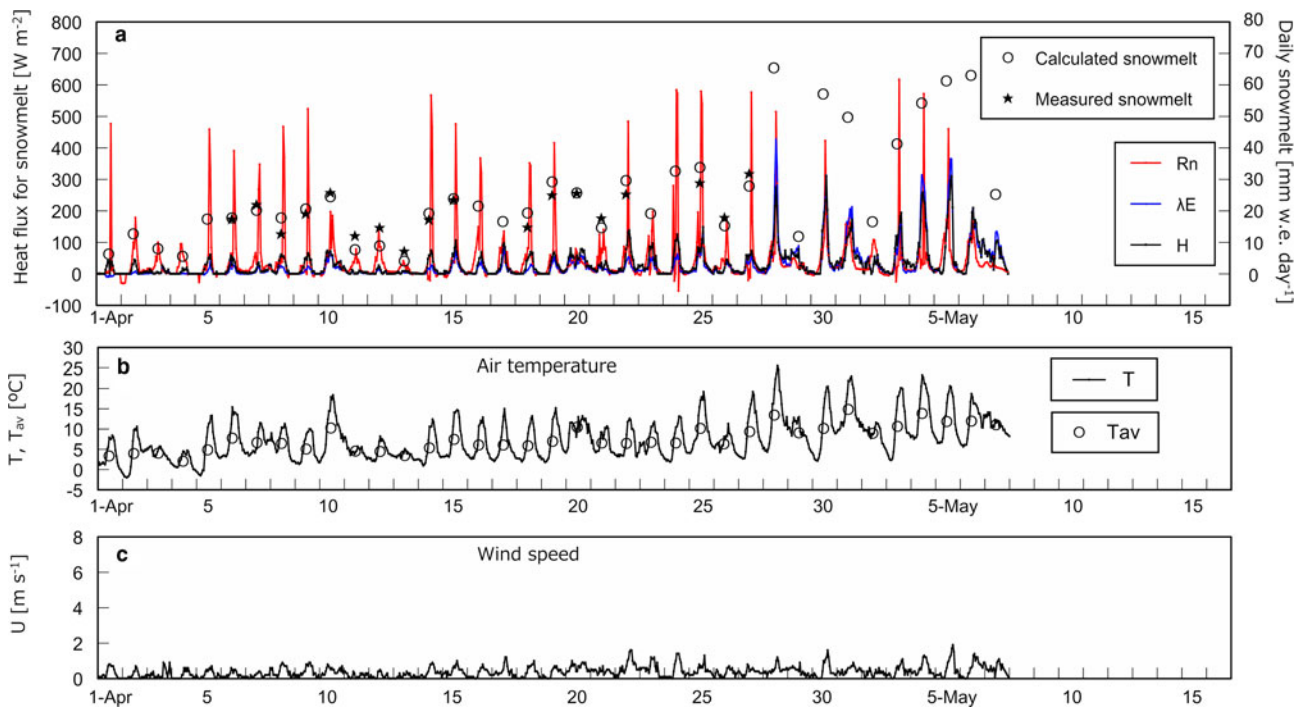 Heat flux for snowmelt [W m-2]
800
700
600
500
400
300
200
100
0
-100
a
Calculated snowmelt
Measured snowmelt
Rn
λE
H
80
70
60
50
40
30
20
10
0
Daily snowmelt [mm w.e. day-1]
1-Apr 5 10 15 20 25 30 5-May 10 15
T, Tav [ºC]
30
25
20
15
10
5
0
-5
b
Air temperature
T
Tav
1-Apr 5 10 15 20 25 30 5-May 10 15
U [m s-1]
8
6
4
2
0
c
Wind speed
1-Apr 5 10 15 20 25 30 5-May 10 15